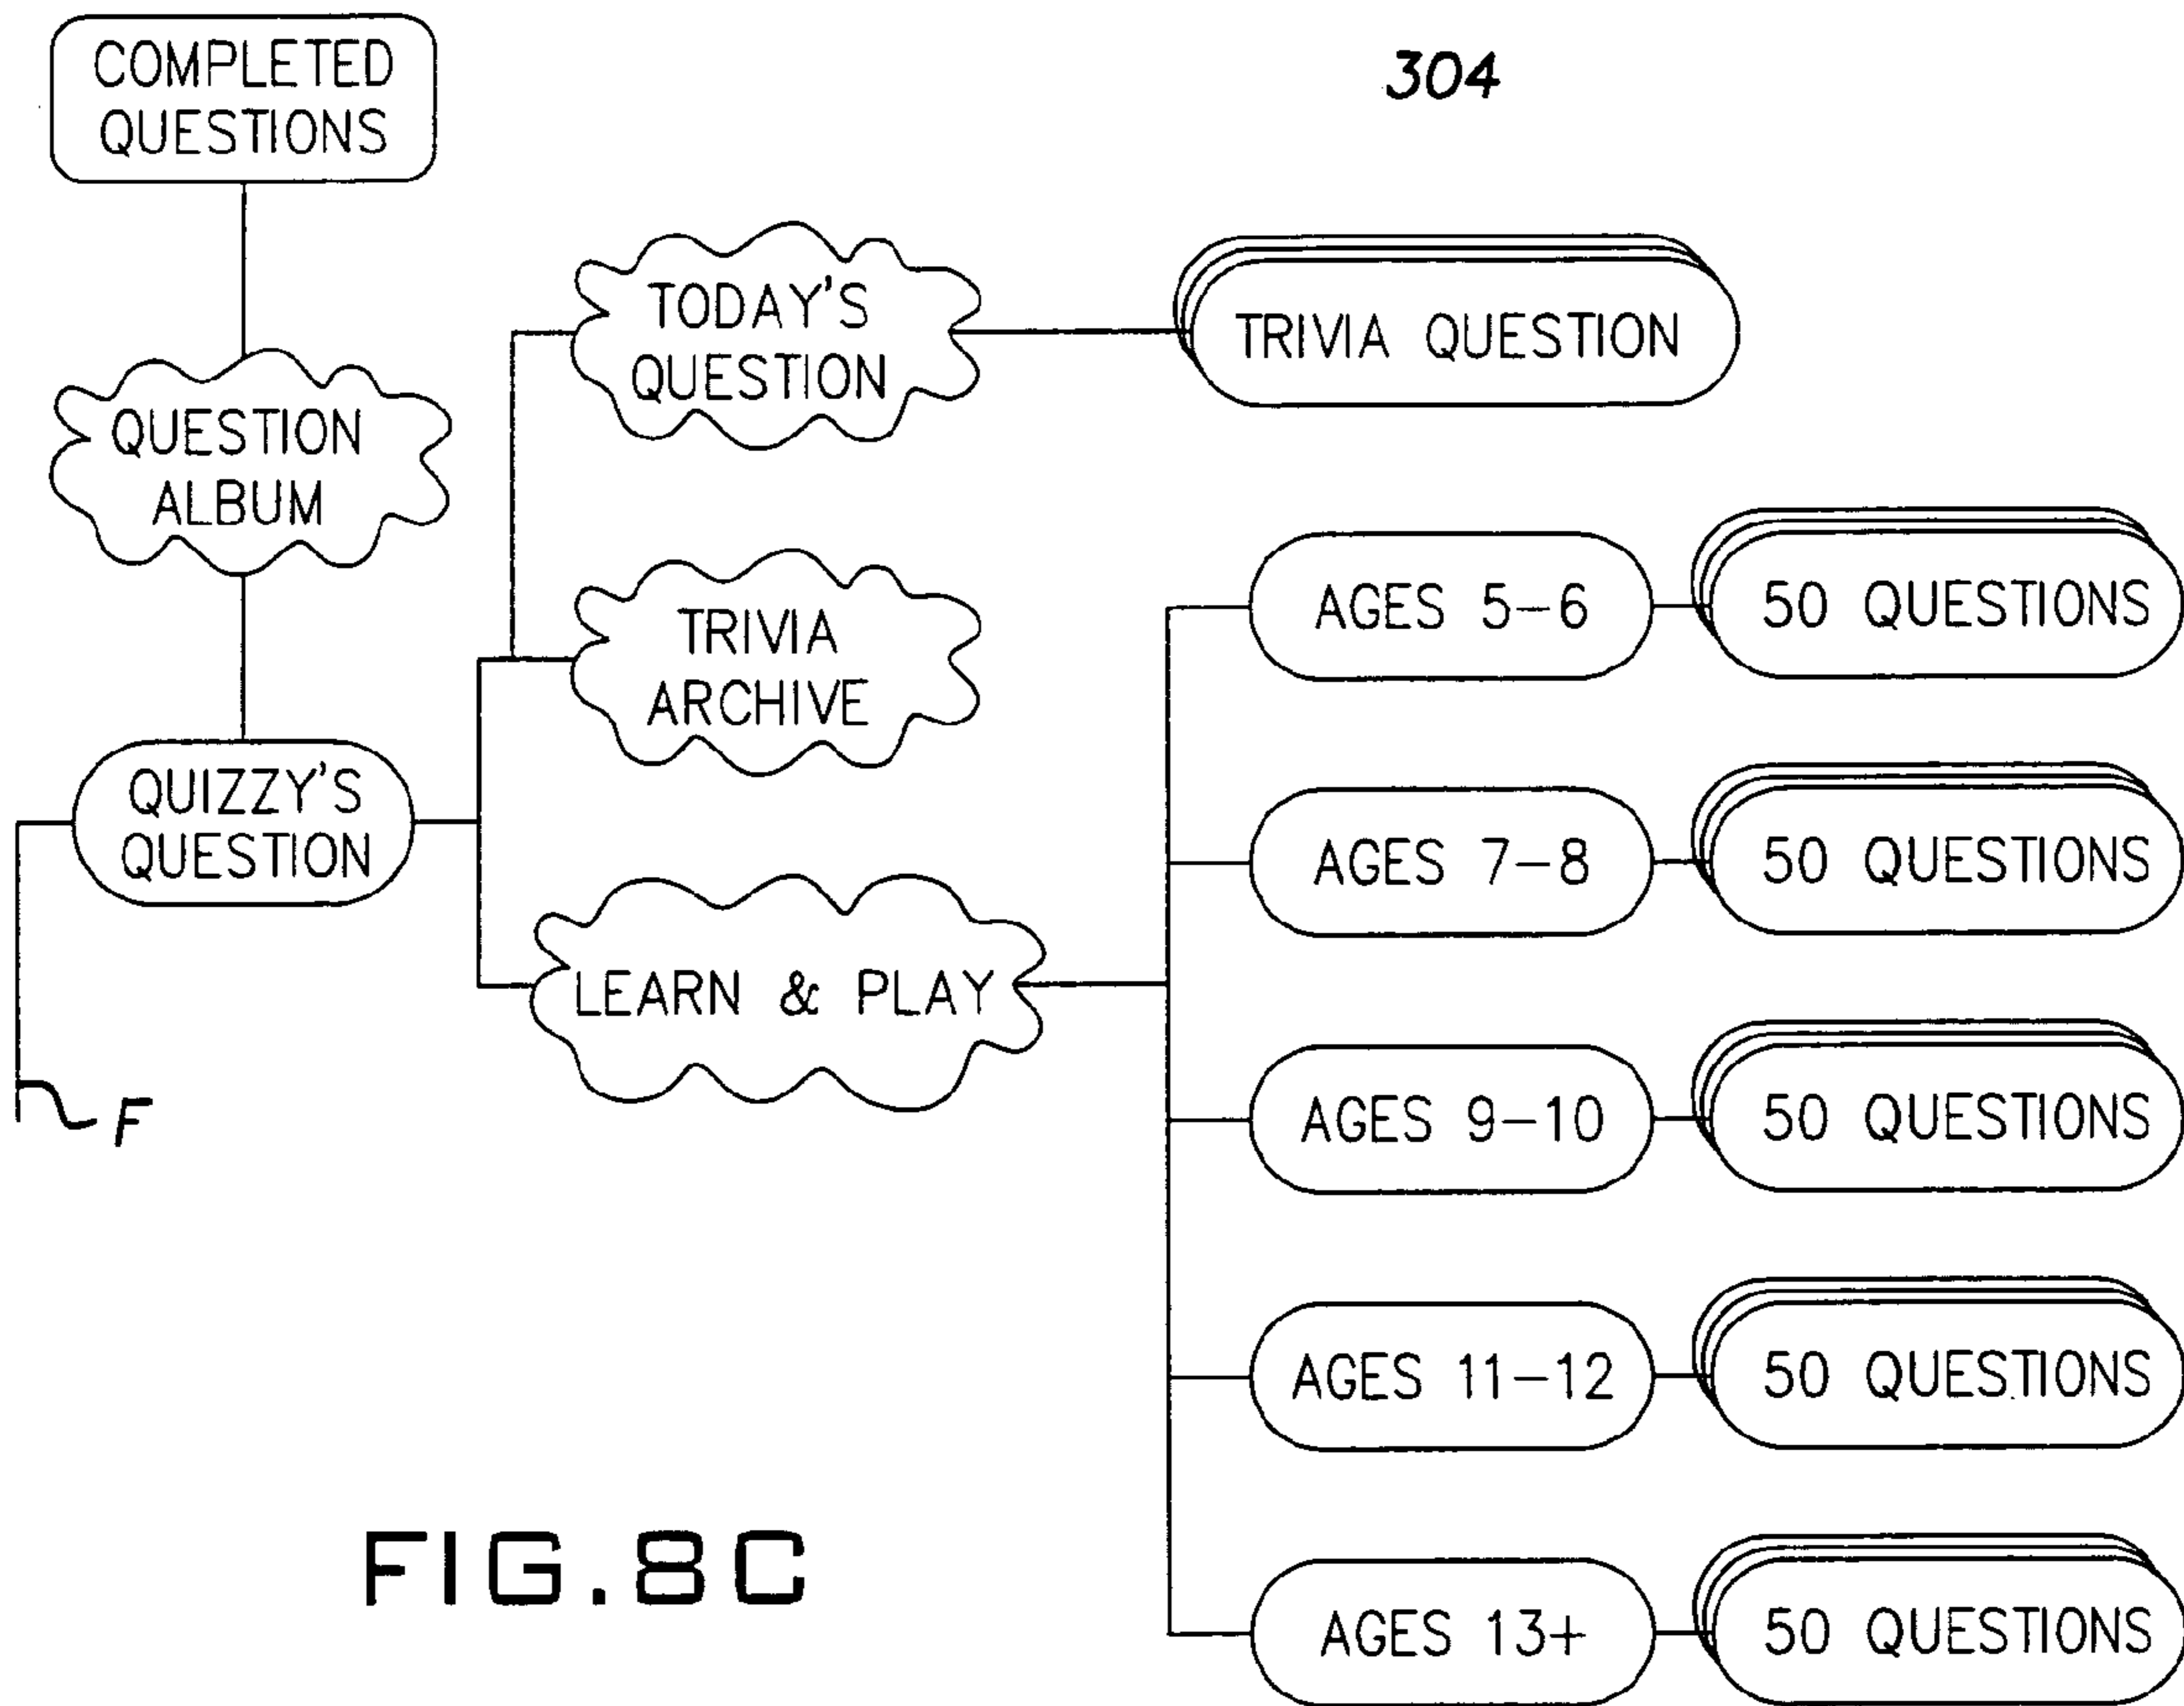 COMPLETED
QUESTIONS
304
TODAY'S
QUESTION
TRIVIA QUESTION
QUESTION
ALBUM
TRIVIA
ARCHIVE
AGES 5-6
50 QUESTIONS
QUIZZY'S
QUESTION
AGES 7-8
50 QUESTIONS
LEARN & PLAY
F
AGES 9-10
50 QUESTIONS
AGES 11-12
50 QUESTIONS
FIG.8C
AGES 13+
50 QUESTIONS